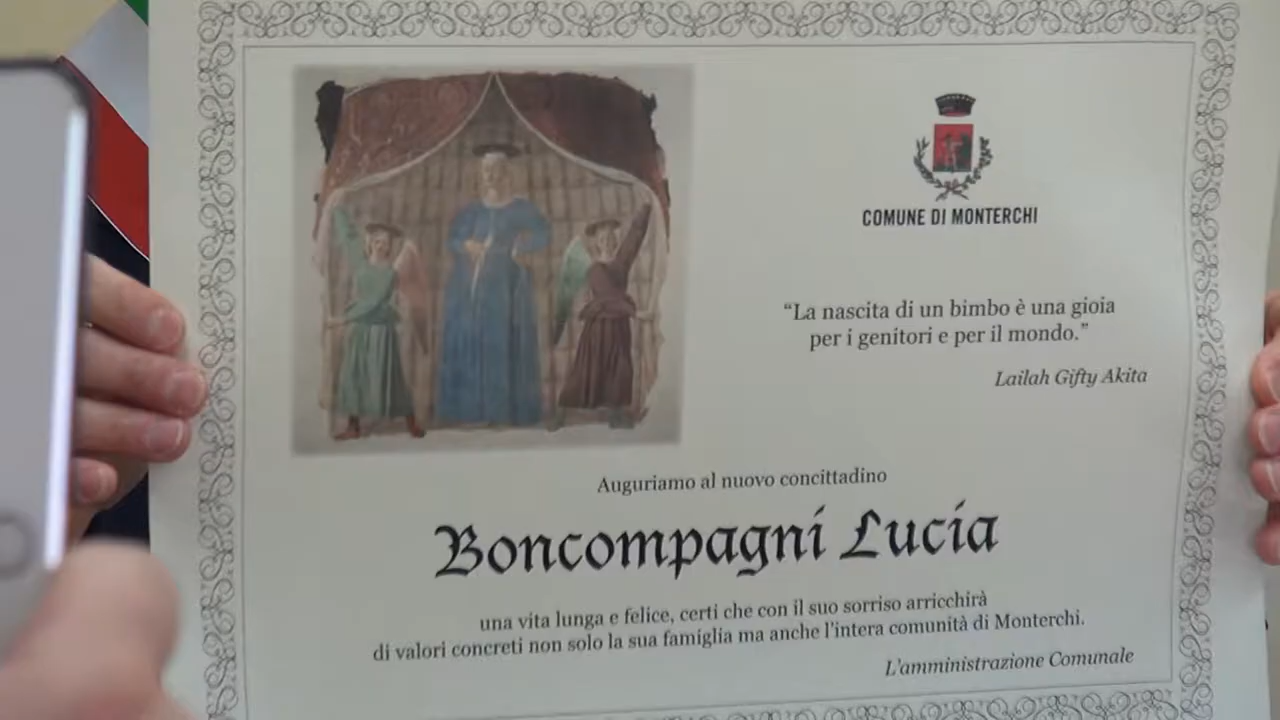 COMUNE DI MONTERCHI
“La nascita di un bimbo è una gioia
per i genitori e per il mondo.”
Lailah Gifty Akita
Auguriamo al nuovo concittadino
Boncompagni Lucia
una vita lunga e felice, certi che con il suo sorriso arricchirà
di valori concreti non solo la sua famiglia ma anche l'intera comunità di Monterchi.
L'amministrazione Comunale